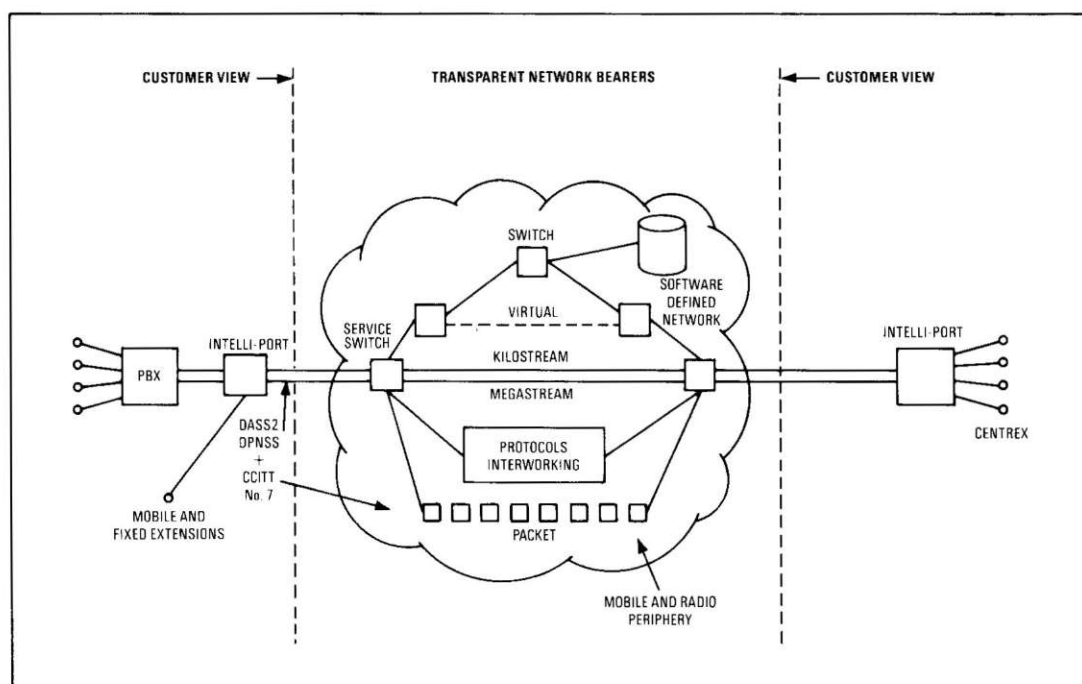 CUSTOMER VIEW
TRANSPARENT NETWORK BEARERS
CUSTOMER VIEW
SWITCH
SOFTWARE
DEFINED
NETWORK
VIRTUAL
SERVICE
SWITCH
INTELLI-PORT
INTELLI-PORT
KILOSTREAM
PBX
MEGASTREAM
DASS2
DPNSS
+
CCITT
No. 7
CENTREX
PROTOCOLS
INTERWORKING
MOBILE AND
FIXED EXTENSIONS
PACKET
MOBILE AND RADIO
PERIPHERY